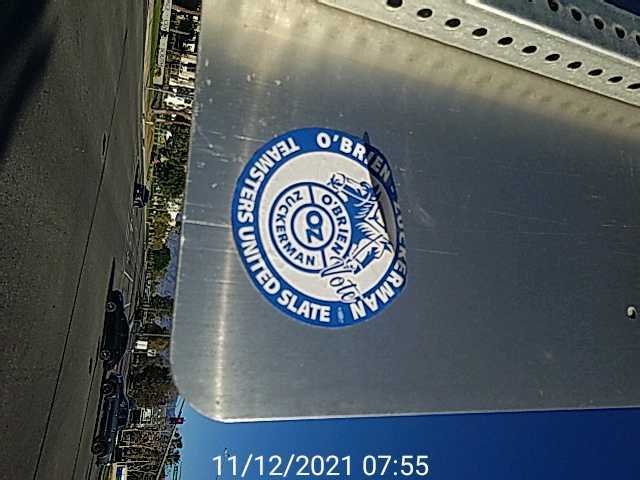 O'BRIEN · ZUCKERMAN
TEAMSTERS UNITED SLATE
O'BRIEN
OZ
ZUCKERMAN
Vote
11/12/2021 07:55